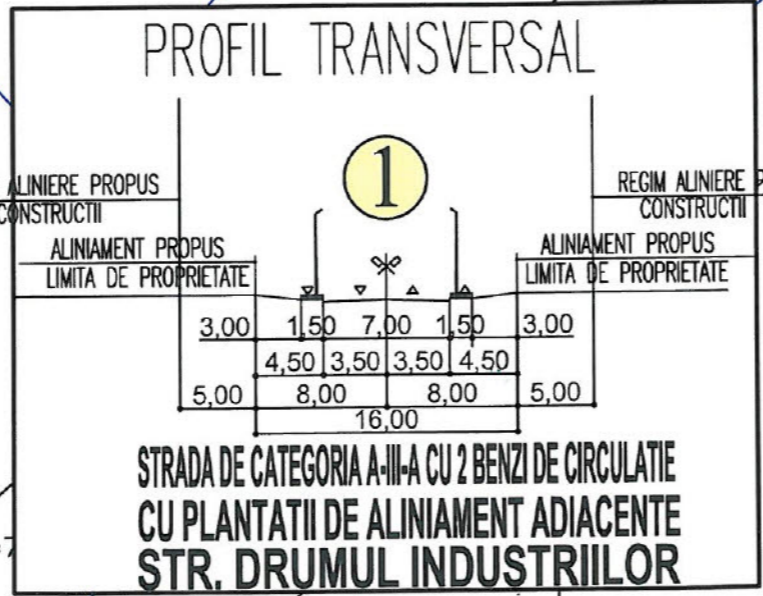 PROFIL TRANSVERSAL
1
ALINIERE PROPUS
CONSTRUCTII
REGIM ALINIERE P
CONSTRUCTII
ALINIAMENT PROPUS
LIMITA DE PROPRIETATE
ALINIAMENT PROPUS
LIMITA DE PROPRIETATE
3,00 1,50 7,00 1,50 3,00
4,50 3,50 3,50 4,50
5,00 8,00 8,00 5,00
16,00
STRADA DE CATEGORIA A-III-A CU 2 BENZI DE CIRCULATIE
CU PLANTATII DE ALINIAMENT ADIACENTE
STR. DRUMUL INDUSTRIILOR